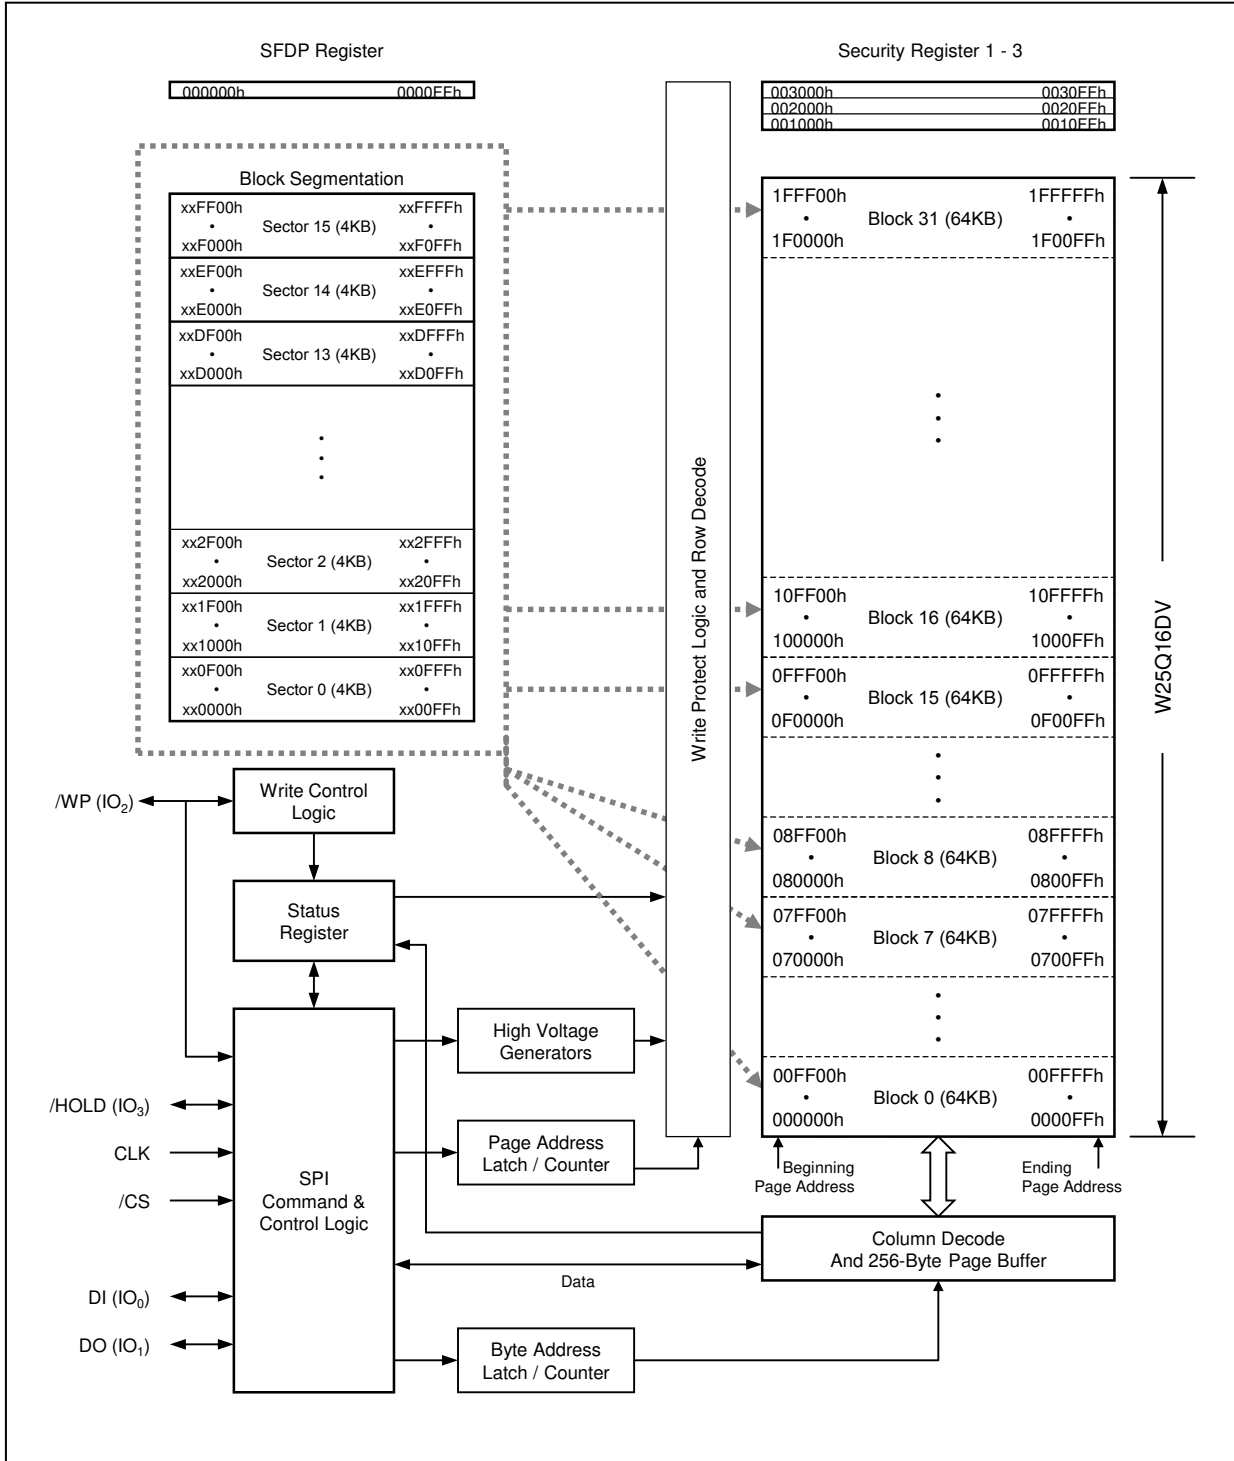 SFDP Register
000000h 0000FFh
Security Register 1 - 3
003000h 0030FFh
002000h 0020FFh
001000h 0010FFh
Block Segmentation
xxFF00h xxFFFFh
• Sector 15 (4KB) •
xxF000h xxF0FFh
xxEF00h xxEFFFh
• Sector 14 (4KB) •
xxE000h xxE0FFh
xxDF00h xxDFFFh
• Sector 13 (4KB) •
xxD000h xxD0FFh
•
•
•
xx2F00h xx2FFFh
• Sector 2 (4KB) •
xx2000h xx20FFh
xx1F00h xx1FFFh
• Sector 1 (4KB) •
xx1000h xx10FFh
xx0F00h xx0FFFh
• Sector 0 (4KB) •
xx0000h xx00FFh
Write Protect Logic and Row Decode
1FFF00h 1FFFFFh
• Block 31 (64KB) •
1F0000h 1F00FFh
•
•
•
10FF00h 10FFFFh
• Block 16 (64KB) •
100000h 1000FFh
0FFF00h 0FFFFFh
• Block 15 (64KB) •
0F0000h 0F00FFh
•
•
•
08FF00h 08FFFFh
• Block 8 (64KB) •
080000h 0800FFh
07FF00h 07FFFFh
• Block 7 (64KB) •
070000h 0700FFh
•
•
•
00FF00h 00FFFFh
• Block 0 (64KB) •
000000h 0000FFh
W25Q16DV
Beginning
Page Address
Ending
Page Address
/WP (IO2)
Write Control
Logic
Status
Register
High Voltage
Generators
/HOLD (IO3)
CLK
/CS
DI (IO0)
DO (IO1)
SPI
Command &
Control Logic
Page Address
Latch / Counter
Column Decode
And 256-Byte Page Buffer
Data
Byte Address
Latch / Counter